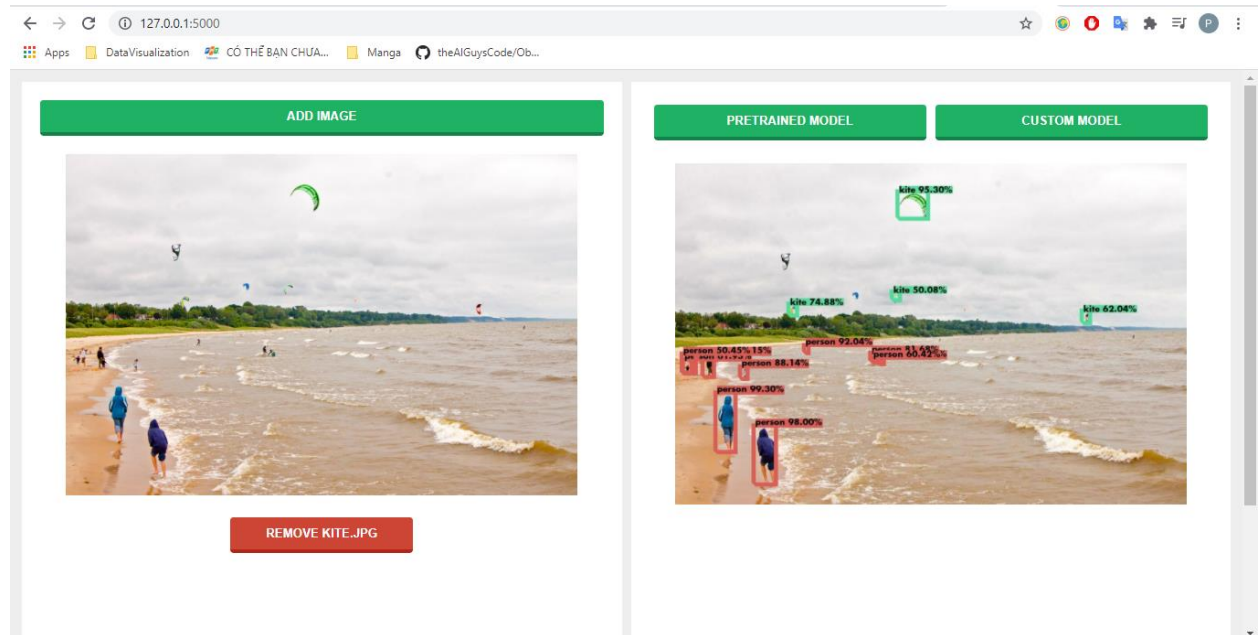 127.0.0.1:5000
Apps DataVisualization CÓ THỂ BẠN CHƯA... Manga theAIGuysCode/Ob...
ADD IMAGE
PRETRAINED MODEL CUSTOM MODEL
kite 95.30%
kite 50.08%
kite 74.88%
kite 62.04%
person 92.04%
person 50.45% 15%
person 60.42%
person 88.14%
person 99.30%
person 98.00%
REMOVE KITE.JPG
P